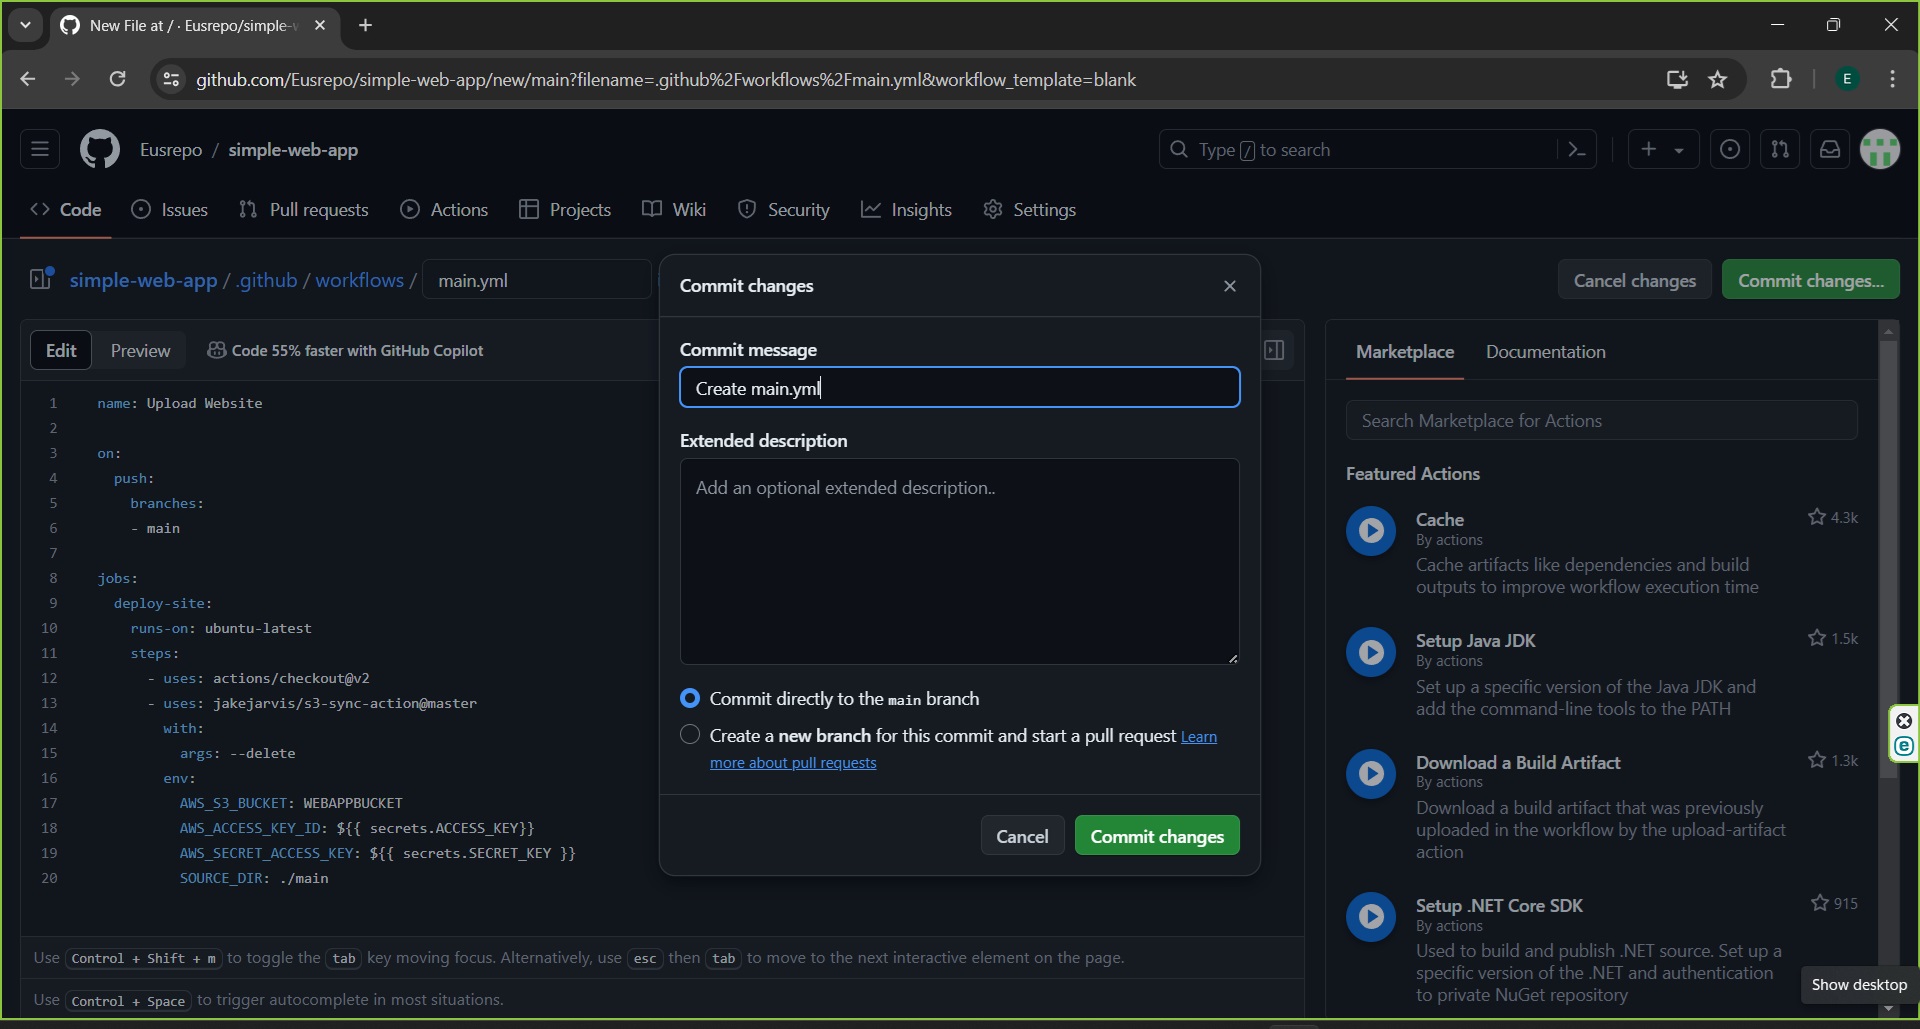 New File at / · Eusrepo/simple-w
github.com/Eusrepo/simple-web-app/new/main?filename=.github%2Fworkflows%2Fmain.yml&workflow_template=blank
E
Eusrepo / simple-web-app
Type / to search
Code
Issues
Pull requests
Actions
Projects
Wiki
Security
Insights
Settings
simple-web-app / .github / workflows / main.yml
Cancel changes
Commit changes...
Edit
Preview
Code 55% faster with GitHub Copilot
1 name: Upload Website
2
3 on:
4 push:
5 branches:
6 - main
7
8 jobs:
9 deploy-site:
10 runs-on: ubuntu-latest
11 steps:
12 - uses: actions/checkout@v2
13 - uses: jakejarvis/s3-sync-action@master
14 with:
15 args: --delete
16 env:
17 AWS_S3_BUCKET: WEBAPPBUCKET
18 AWS_ACCESS_KEY_ID: ${{ secrets.ACCESS_KEY}}
19 AWS_SECRET_ACCESS_KEY: ${{ secrets.SECRET_KEY }}
20 SOURCE_DIR: ./main
Use Control + Shift + m to toggle the tab key moving focus. Alternatively, use esc then tab to move to the next interactive element on the page.
Use Control + Space to trigger autocomplete in most situations.
Commit changes
Commit message
Create main.yml
Extended description
Add an optional extended description..
Commit directly to the main branch
Create a new branch for this commit and start a pull request Learn
more about pull requests
Cancel
Commit changes
Marketplace
Documentation
Search Marketplace for Actions
Featured Actions
Cache
4.3k
By actions
Cache artifacts like dependencies and build
outputs to improve workflow execution time
Setup Java JDK
1.5k
By actions
Set up a specific version of the Java JDK and
add the command-line tools to the PATH
Download a Build Artifact
1.3k
By actions
Download a build artifact that was previously
uploaded in the workflow by the upload-artifact
action
Setup .NET Core SDK
915
By actions
Used to build and publish .NET source. Set up a
specific version of the .NET and authentication
to private NuGet repository
Show desktop